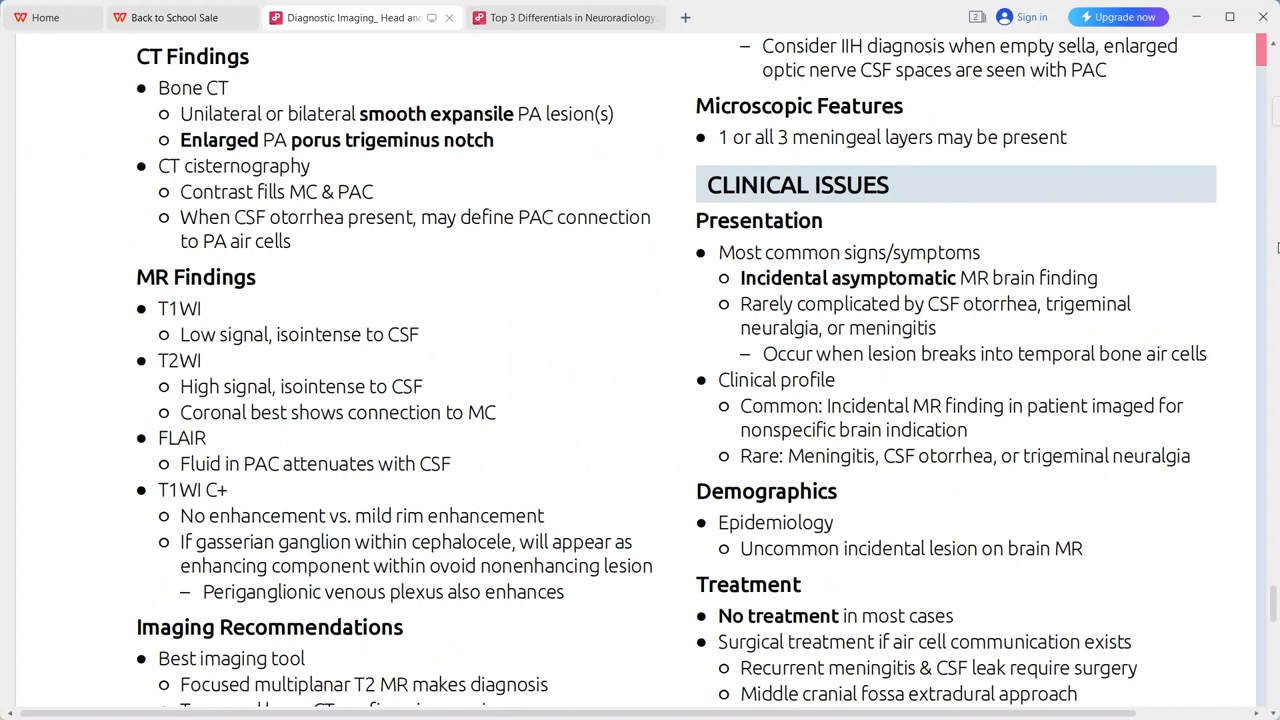 Home
Back to School Sale
Diagnostic Imaging_ Head and
Top 3 Differentials in Neuroradiology.
2
Sign in
Upgrade now
CT Findings
● Bone CT
○ Unilateral or bilateral smooth expansile PA lesion(s)
○ Enlarged PA porus trigeminus notch
● CT cisternography
○ Contrast fills MC & PAC
○ When CSF otorrhea present, may define PAC connection
to PA air cells
MR Findings
● T1WI
○ Low signal, isointense to CSF
● T2WI
○ High signal, isointense to CSF
○ Coronal best shows connection to MC
● FLAIR
○ Fluid in PAC attenuates with CSF
● T1WI C+
○ No enhancement vs. mild rim enhancement
○ If gasserian ganglion within cephalocele, will appear as
enhancing component within ovoid nonenhancing lesion
– Periganglionic venous plexus also enhances
Imaging Recommendations
● Best imaging tool
○ Focused multiplanar T2 MR makes diagnosis
– Consider IIH diagnosis when empty sella, enlarged
optic nerve CSF spaces are seen with PAC
Microscopic Features
● 1 or all 3 meningeal layers may be present
CLINICAL ISSUES
Presentation
● Most common signs/symptoms
○ Incidental asymptomatic MR brain finding
○ Rarely complicated by CSF otorrhea, trigeminal
neuralgia, or meningitis
– Occur when lesion breaks into temporal bone air cells
● Clinical profile
○ Common: Incidental MR finding in patient imaged for
nonspecific brain indication
○ Rare: Meningitis, CSF otorrhea, or trigeminal neuralgia
Demographics
● Epidemiology
○ Uncommon incidental lesion on brain MR
Treatment
● No treatment in most cases
● Surgical treatment if air cell communication exists
○ Recurrent meningitis & CSF leak require surgery
○ Middle cranial fossa extradural approach